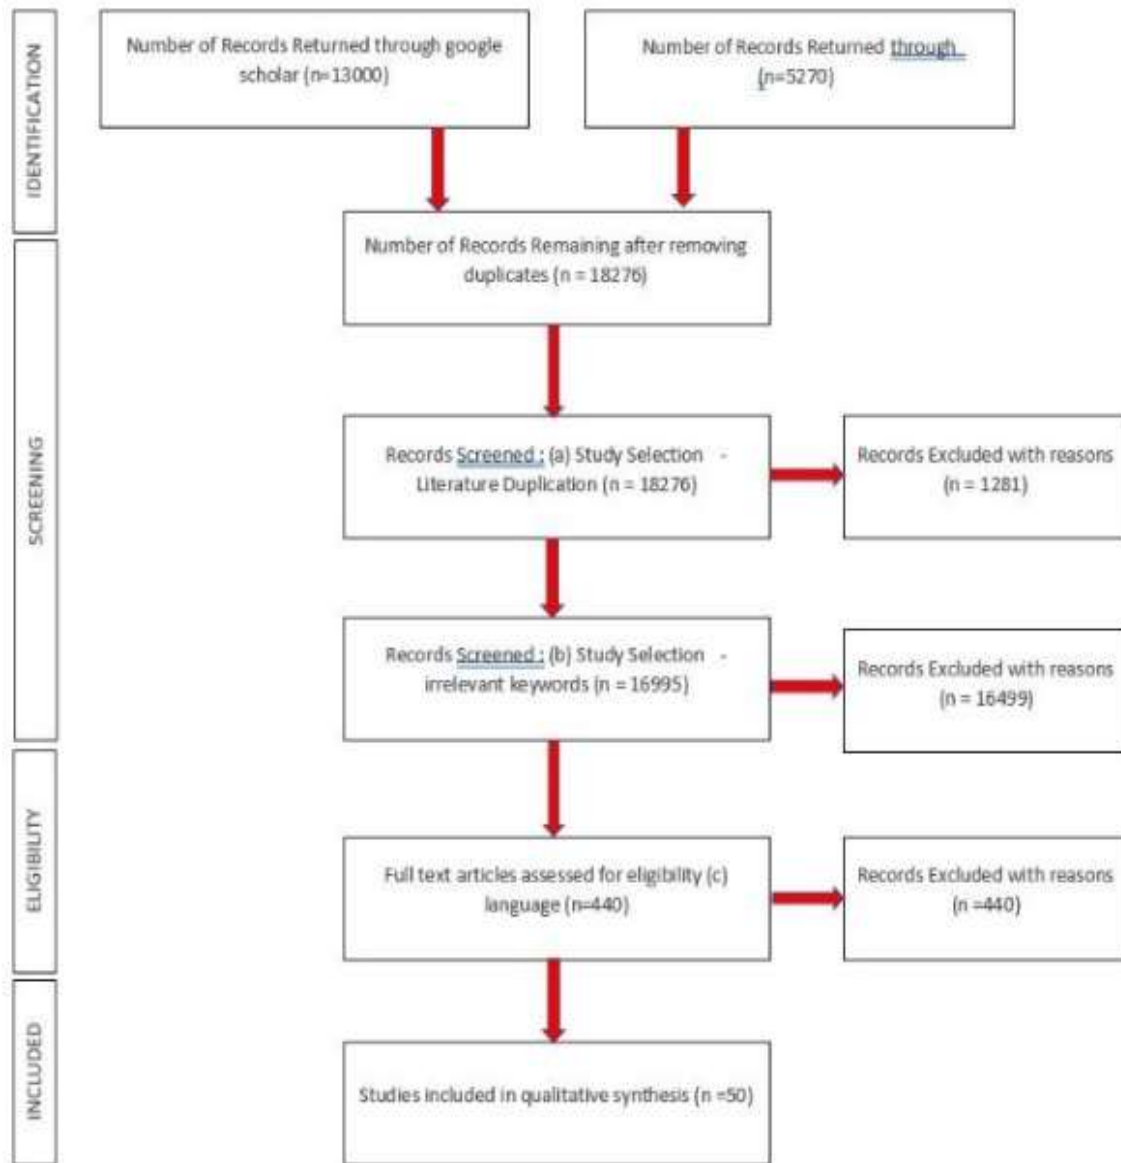 IDENTIFICATION
Number of Records Returned through google
scholar (n=13000)
Number of Records Returned through
(n=5270)
SCREENING
Number of Records Remaining after removing
duplicates (n = 18276)
Records Screened : (a) Study Selection -
Literature Duplication (n = 18276)
Records Excluded with reasons
(n = 1281)
Records Screened : (b) Study Selection -
irrelevant keywords (n = 16995)
Records Excluded with reasons
(n = 16499)
ELIGIBILITY
Full text articles assessed for eligibility (c)
language (n=440)
Records Excluded with reasons
(n =440)
INCLUDED
Studies included in qualitative synthesis (n =50)